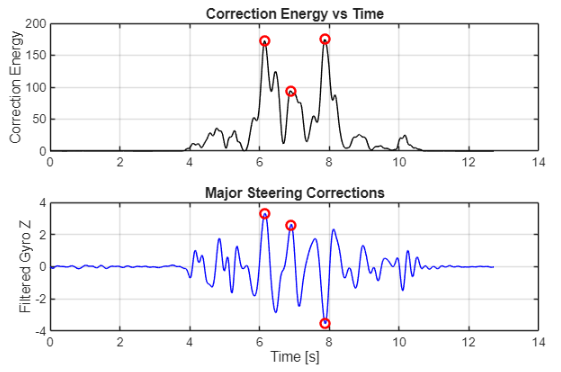 Correction Energy vs Time
Correction Energy
200
150
100
50
0
0 2 4 6 8 10 12 14
Major Steering Corrections
Filtered Gyro Z
4
2
0
-2
-4
0 2 4 6 8 10 12 14
Time [s]